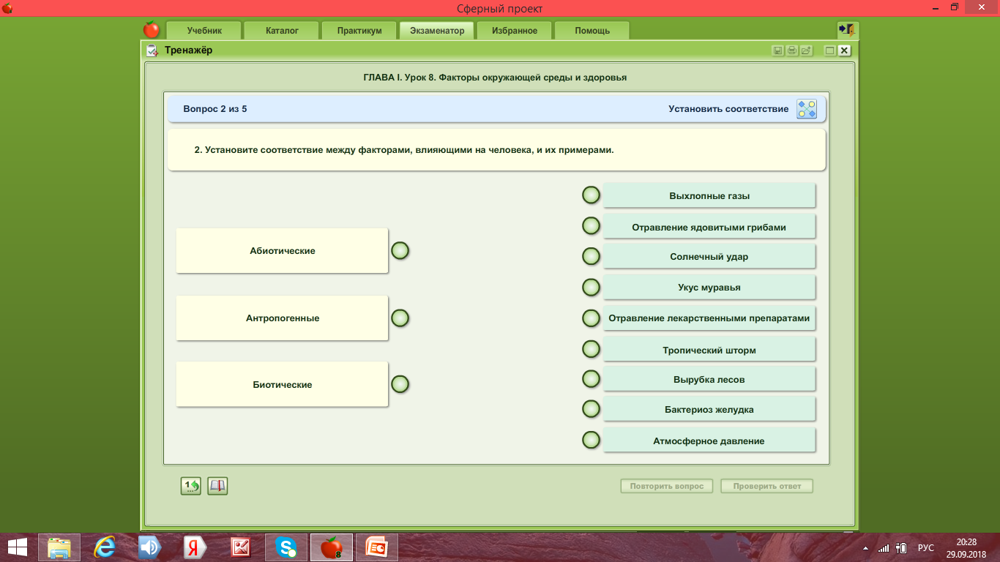 Сферный проект
Учебник
Каталог
Практикум
Экзаменатор
Избранное
Помощь
Тренажёр
ГЛАВА I. Урок 8. Факторы окружающей среды и здоровья
Вопрос 2 из 5
Установить соответствие
2. Установите соответствие между факторами, влияющими на человека, и их примерами.
Абиотические
Антропогенные
Биотические
Выхлопные газы
Отравление ядовитыми грибами
Солнечный удар
Укус муравья
Отравление лекарственными препаратами
Тропический шторм
Вырубка лесов
Бактериоз желудка
Атмосферное давление
1
Повторить вопрос
Проверить ответ
Я
S
8
P
РУС
20:28
29.09.2018